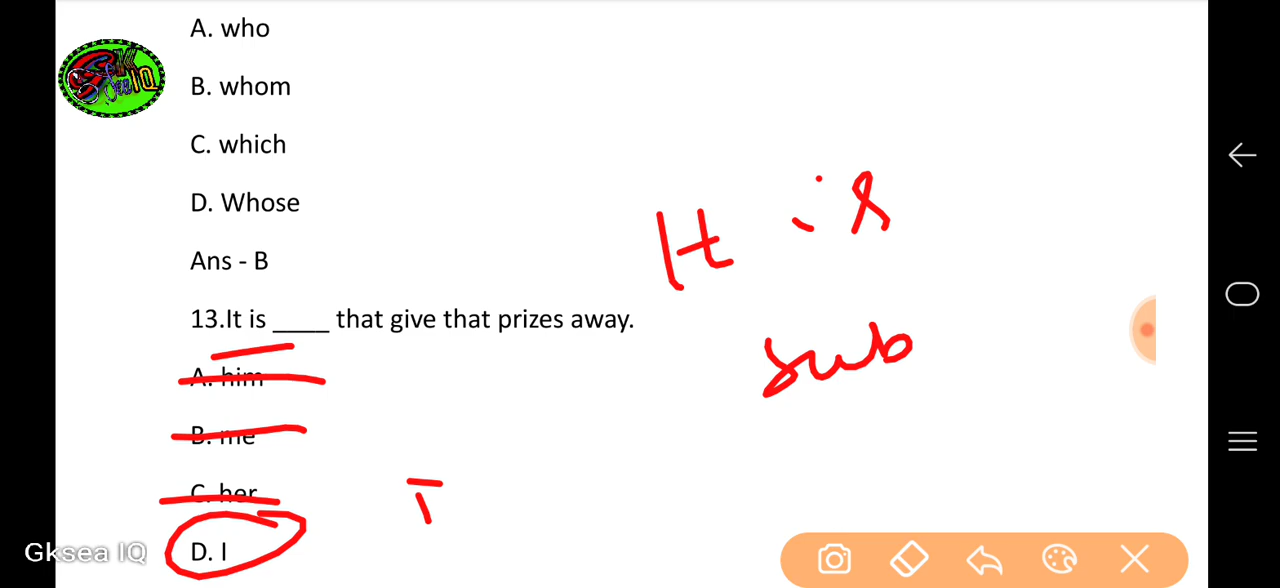 A. who
B. whom
C. which
D. Whose
Ans - B
13.It is ____ that give that prizes away.
A. him
B. me
C. her
D. I
It is
sub
Gksea IQ